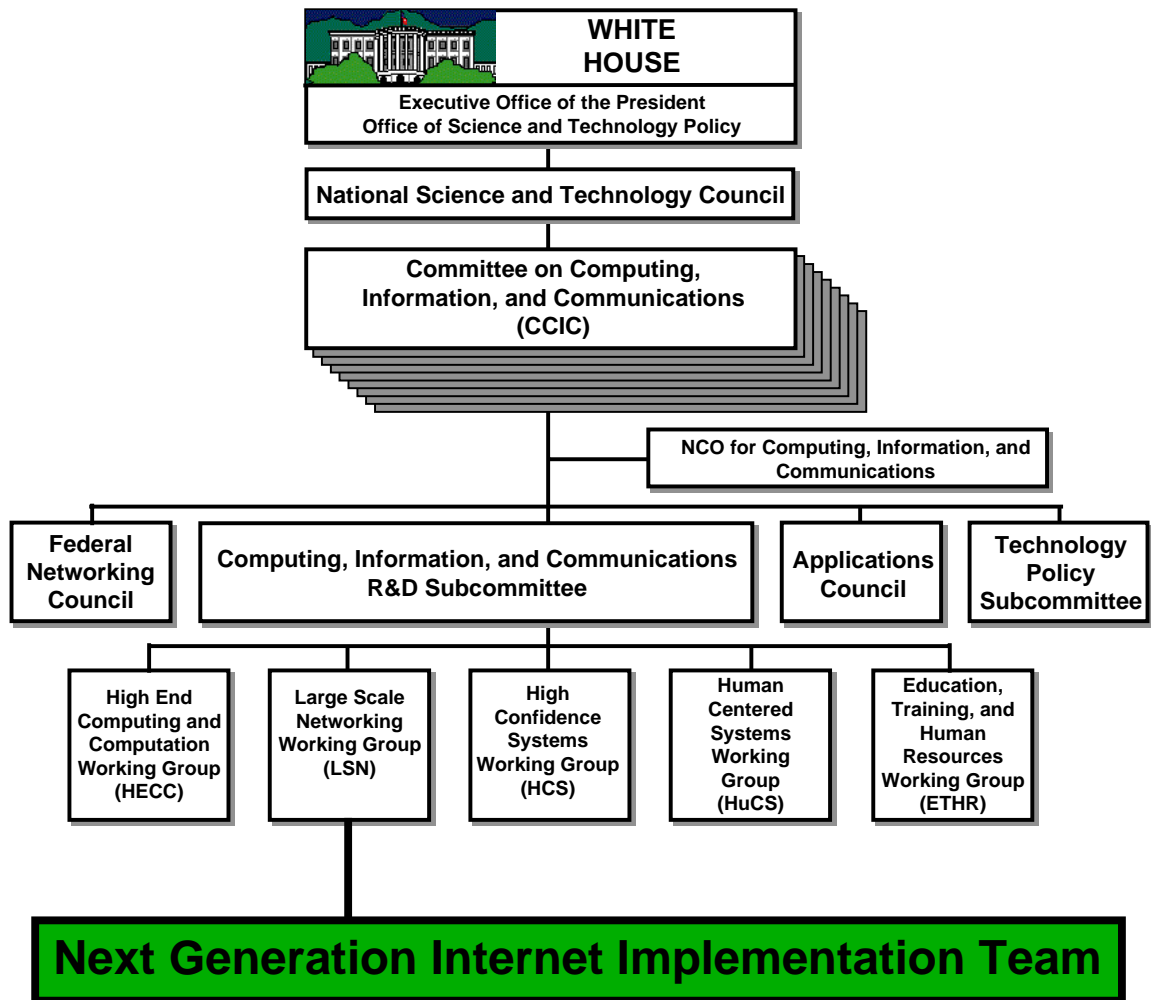 WHITE
HOUSE
Executive Office of the President
Office of Science and Technology Policy
National Science and Technology Council
Committee on Computing,
Information, and Communications
(CCIC)
NCO for Computing, Information, and
Communications
Federal
Networking
Council
Computing, Information, and Communications
R&D Subcommittee
Applications
Council
Technology
Policy
Subcommittee
High End
Computing and
Computation
Working Group
(HECC)
Large Scale
Networking
Working Group
(LSN)
High
Confidence
Systems
Working Group
(HCS)
Human
Centered
Systems
Working
Group
(HuCS)
Education,
Training, and
Human
Resources
Working Group
(ETHR)
Next Generation Internet Implementation Team